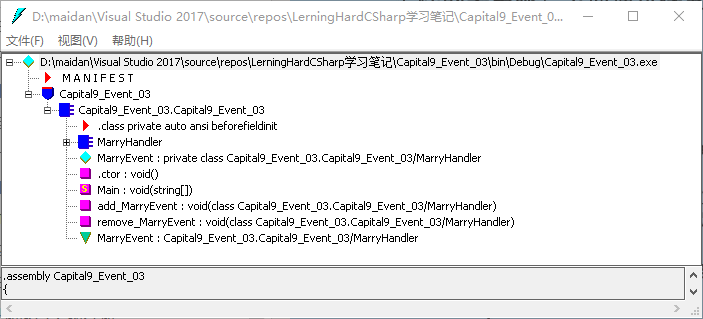 D:\maidan\Visual Studio 2017\source\repos\LerningHardCSharp学习笔记\Capital9_Event_0...
文件(F) 视图(V) 帮助(H)
D:\maidan\Visual Studio 2017\source\repos\LerningHardCSharp学习笔记\Capital9_Event_03\bin\Debug\Capital9_Event_03.exe
M A N I F E S T
Capital9_Event_03
Capital9_Event_03.Capital9_Event_03
.class private auto ansi beforefieldinit
MarryHandler
MarryEvent : private class Capital9_Event_03.Capital9_Event_03/MarryHandler
.ctor : void()
S Main : void(string[])
add_MarryEvent : void(class Capital9_Event_03.Capital9_Event_03/MarryHandler)
remove_MarryEvent : void(class Capital9_Event_03.Capital9_Event_03/MarryHandler)
MarryEvent : Capital9_Event_03.Capital9_Event_03/MarryHandler
.assembly Capital9_Event_03
{